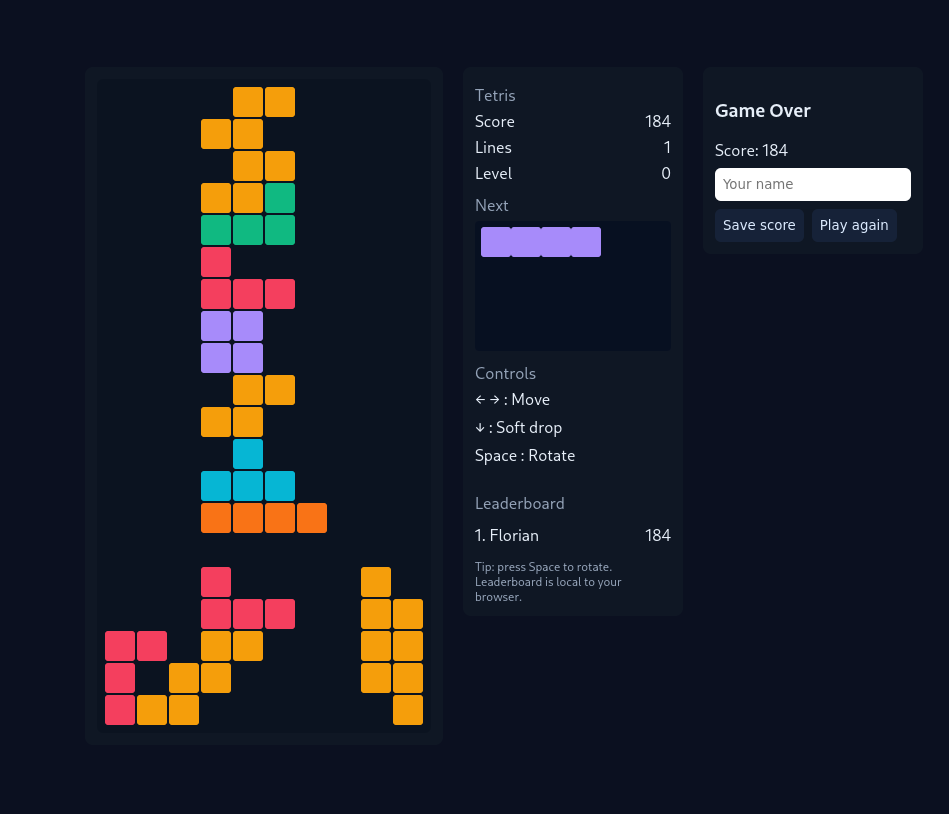 Tetris
Score 184
Lines 1
Level 0
Next
Controls
← → : Move
↓ : Soft drop
Space : Rotate
Leaderboard
1. Florian 184
Tip: press Space to rotate.
Leaderboard is local to your
browser.
Game Over
Score: 184
Your name
Save score Play again